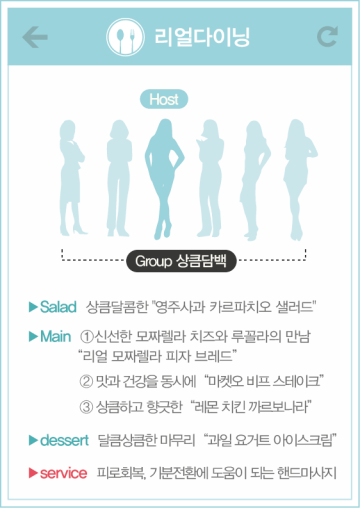 리얼다이닝
Host
Group 상큼담백
▶Salad 상큼달콤한 "영주사과 카르파치오 샐러드"
▶Main ①신선한 모짜렐라 치즈와 루꼴라의 만남
“리얼 모짜렐라 피자 브레드”
② 맛과 건강을 동시에 “마켓오 비프 스테이크”
③ 상큼하고 향긋한 “레몬 치킨 까르보나라”
▶dessert 달큼상큼한 마무리 “과일 요거트 아이스크림”
▶service 피로회복, 기분전환에 도움이 되는 핸드마사지